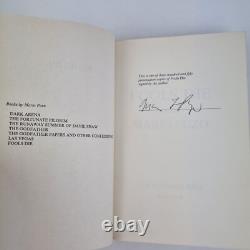 Books by Mario Puzo
DARK ARENA
THE FORTUNATE PILGRIM
THE RUNAWAY SUMMER OF DAVIE SHAW
THE GODFATHER
THE GODFATHER PAPERS AND OTHER CONFESSIONS
LAS VEGAS
FOOLS DIE
This is one of three hundred and fifty
presentation copies of Fools Die
signed by the author.